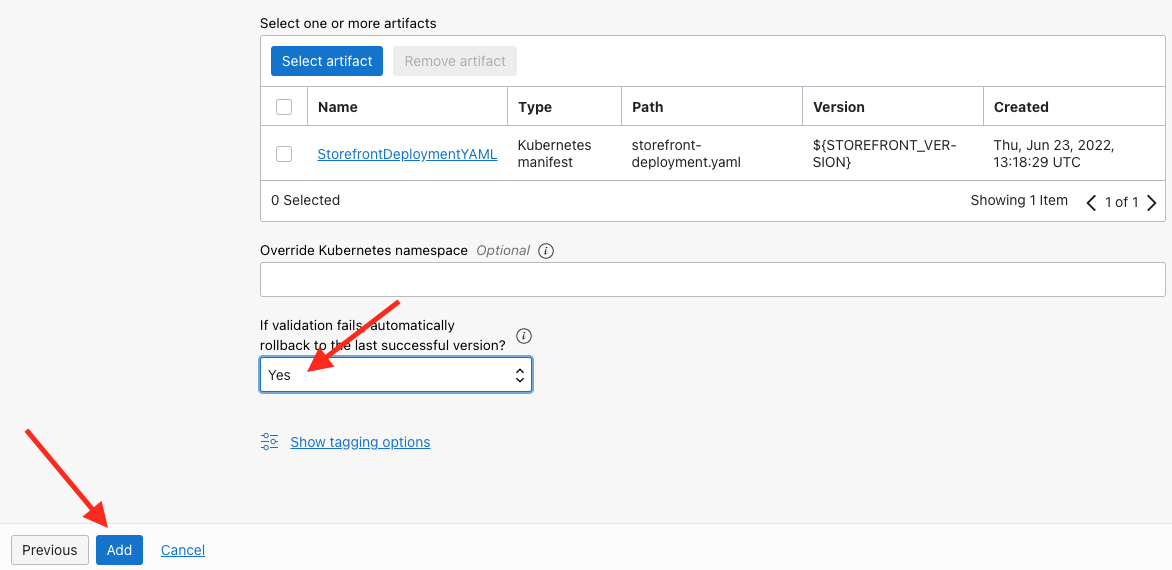 Select one or more artifacts
Select artifact Remove artifact
Name Type Path Version Created
StorefrontDeploymentYAML Kubernetes manifest storefront-deployment.yaml ${STOREFRONT_VER-SION} Thu, Jun 23, 2022, 13:18:29 UTC
0 Selected Showing 1 Item 1 of 1
Override Kubernetes namespace Optional
If validation fails, automatically
rollback to the last successful version?
Yes
Show tagging options
Previous Add Cancel